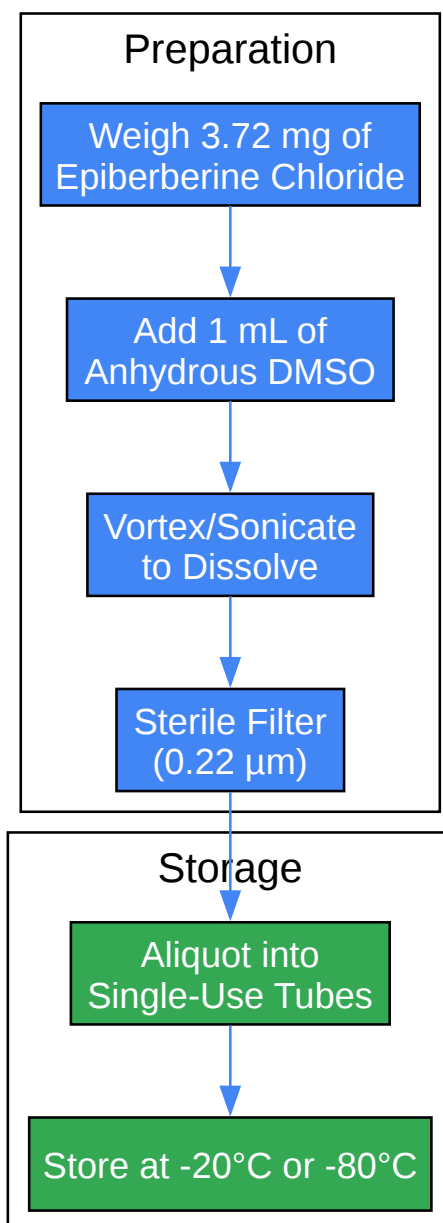 Preparation
Weigh 3.72 mg of
Epiberberine Chloride
Add 1 mL of
Anhydrous DMSO
Vortex/Sonicate
to Dissolve
Sterile Filter
(0.22 µm)
Storage
Aliquot into
Single-Use Tubes
Store at -20°C or -80°C